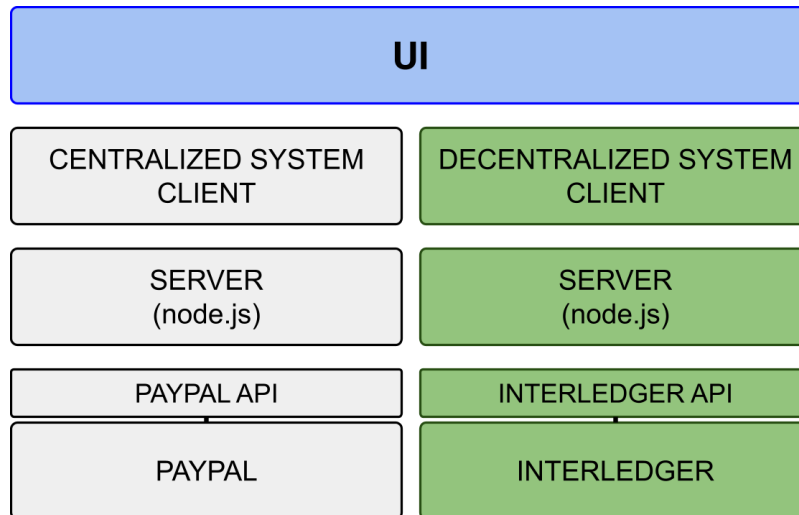 UI
CENTRALIZED SYSTEM
CLIENT
DECENTRALIZED SYSTEM
CLIENT
SERVER
(node.js)
SERVER
(node.js)
PAYPAL API
INTERLEDGER API
PAYPAL
INTERLEDGER